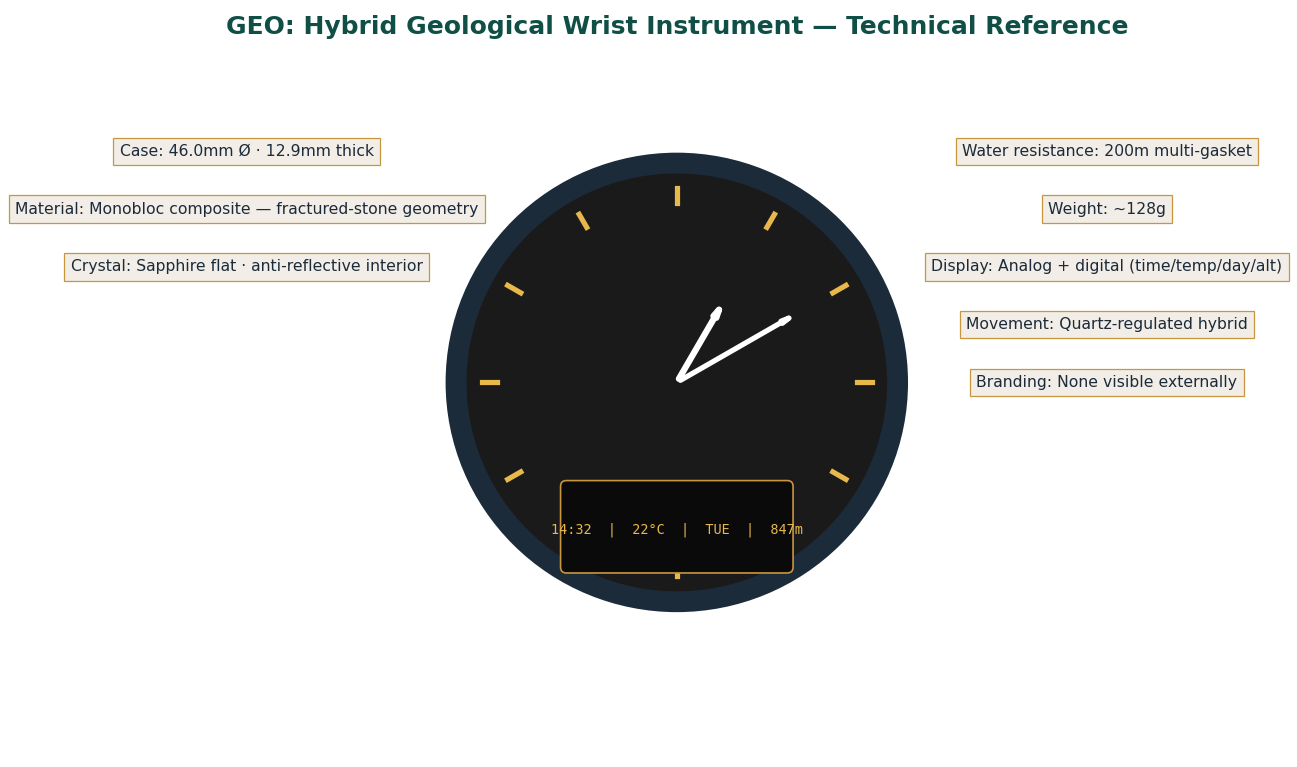 GEO: Hybrid Geological Wrist Instrument — Technical Reference
Case: 46.0mm Ø · 12.9mm thick
Material: Monobloc composite — fractured-stone geometry
Crystal: Sapphire flat · anti-reflective interior
Water resistance: 200m multi-gasket
Weight: ~128g
Display: Analog + digital (time/temp/day/alt)
Movement: Quartz-regulated hybrid
Branding: None visible externally
14:32 | 22°C | TUE | 847m